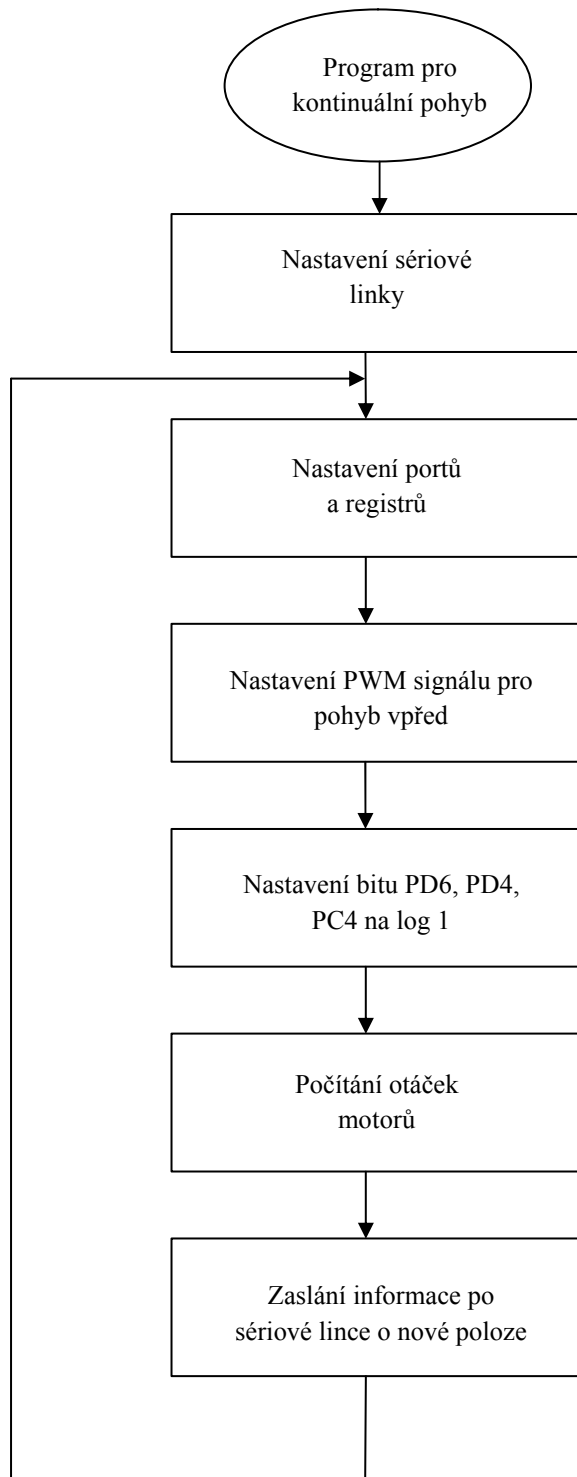 Program pro
kontinuální pohyb
Nastavení sériové
linky
Nastavení portů
a registrů
Nastavení PWM signálu pro
pohyb vpřed
Nastavení bitu PD6, PD4,
PC4 na log 1
Počítání otáček
motorů
Zaslání informace po
sériové lince o nové poloze